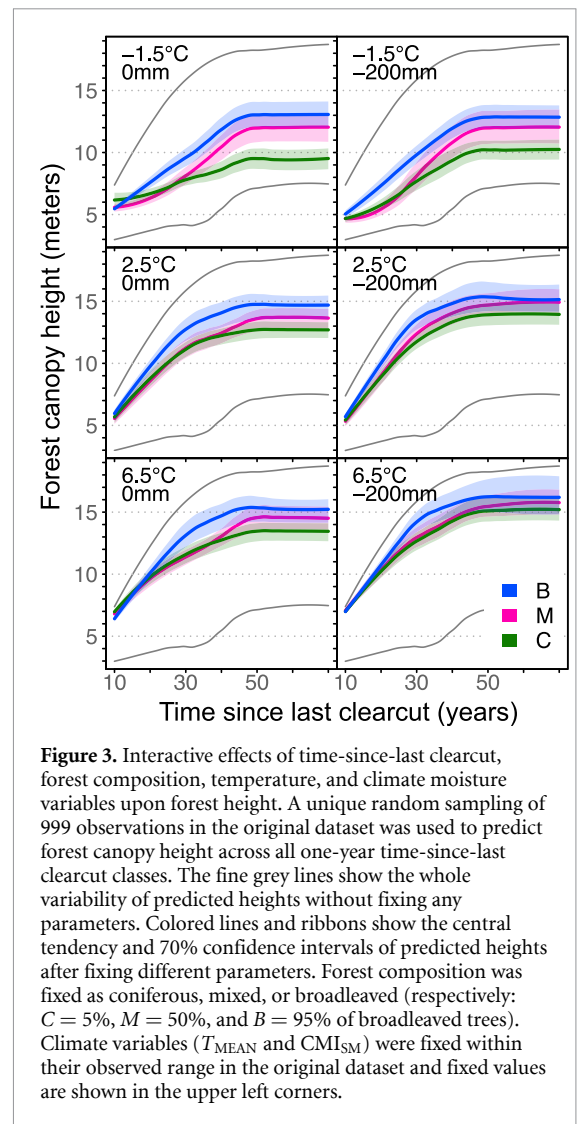 −1.5°C
0mm
−1.5°C
−200mm
15
10
5
2.5°C
0mm
2.5°C
−200mm
15
10
5
6.5°C
0mm
6.5°C
−200mm
15
10
5
B
M
C
10 30 50 10 30 50
Forest canopy height (meters)
Time since last clearcut (years)
Figure 3. Interactive effects of time-since-last clearcut,
forest composition, temperature, and climate moisture
variables upon forest height. A unique random sampling of
999 observations in the original dataset was used to predict
forest canopy height across all one-year time-since-last
clearcut classes. The fine grey lines show the whole
variability of predicted heights without fixing any
parameters. Colored lines and ribbons show the central
tendency and 70% confidence intervals of predicted heights
after fixing different parameters. Forest composition was
fixed as coniferous, mixed, or broadleaved (respectively:
C = 5%, M = 50%, and B = 95% of broadleaved trees).
Climate variables (TMEAN and CMISM) were fixed within
their observed range in the original dataset and fixed values
are shown in the upper left corners.